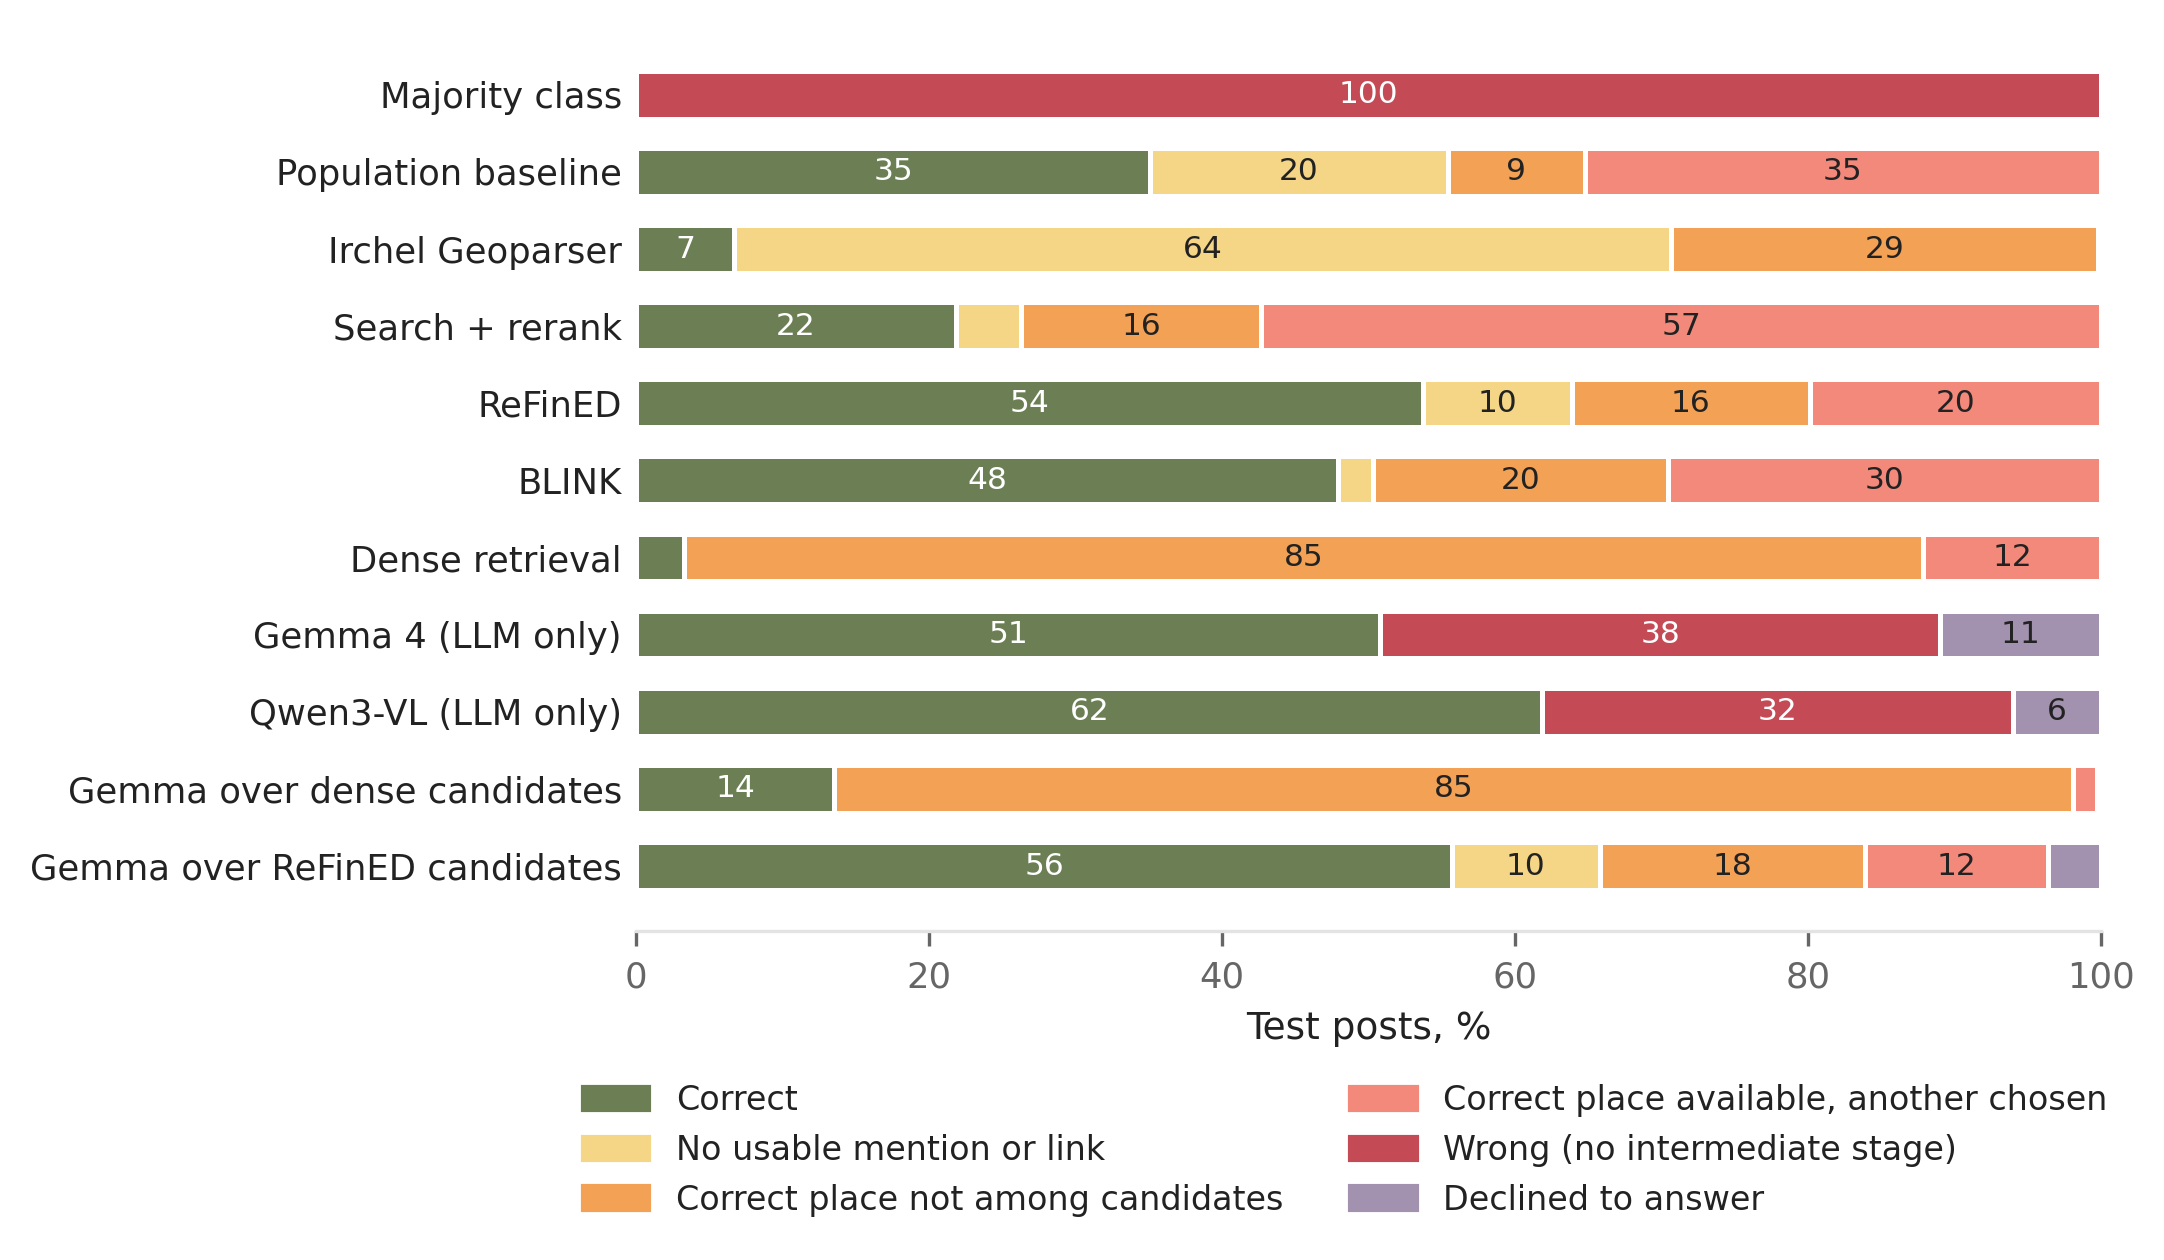 Majority class 100
Population baseline 35 20 9 35
Irchel Geoparser 7 64 29
Search + rerank 22 16 57
ReFinED 54 10 16 20
BLINK 48 20 30
Dense retrieval 85 12
Gemma 4 (LLM only) 51 38 11
Qwen3-VL (LLM only) 62 32 6
Gemma over dense candidates 14 85
Gemma over ReFinED candidates 56 10 18 12
0 20 40 60 80 100
Test posts, %
Correct
No usable mention or link
Correct place not among candidates
Correct place available, another chosen
Wrong (no intermediate stage)
Declined to answer